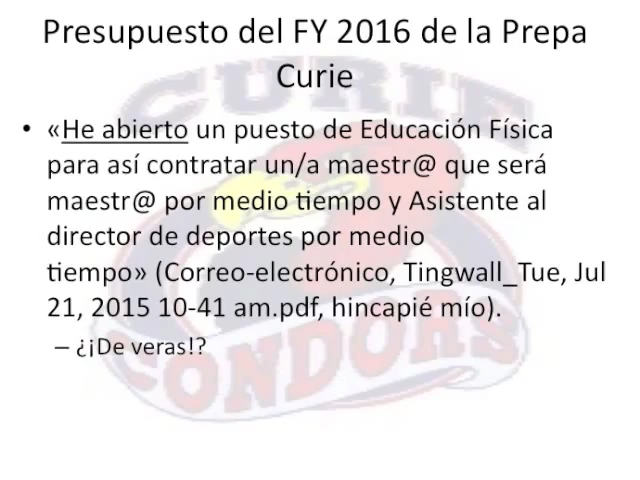 Presupuesto del FY 2016 de la Prepa
Curie
• «He abierto un puesto de Educación Física
para así contratar un/a maestr@ que será
maestr@ por medio tiempo y Asistente al
director de deportes por medio
tiempo» (Correo-electrónico, Tingwall_Tue, Jul
21, 2015 10-41 am.pdf, hincapié mío).
– ¿¡De veras!?
CURIE
CONDORS